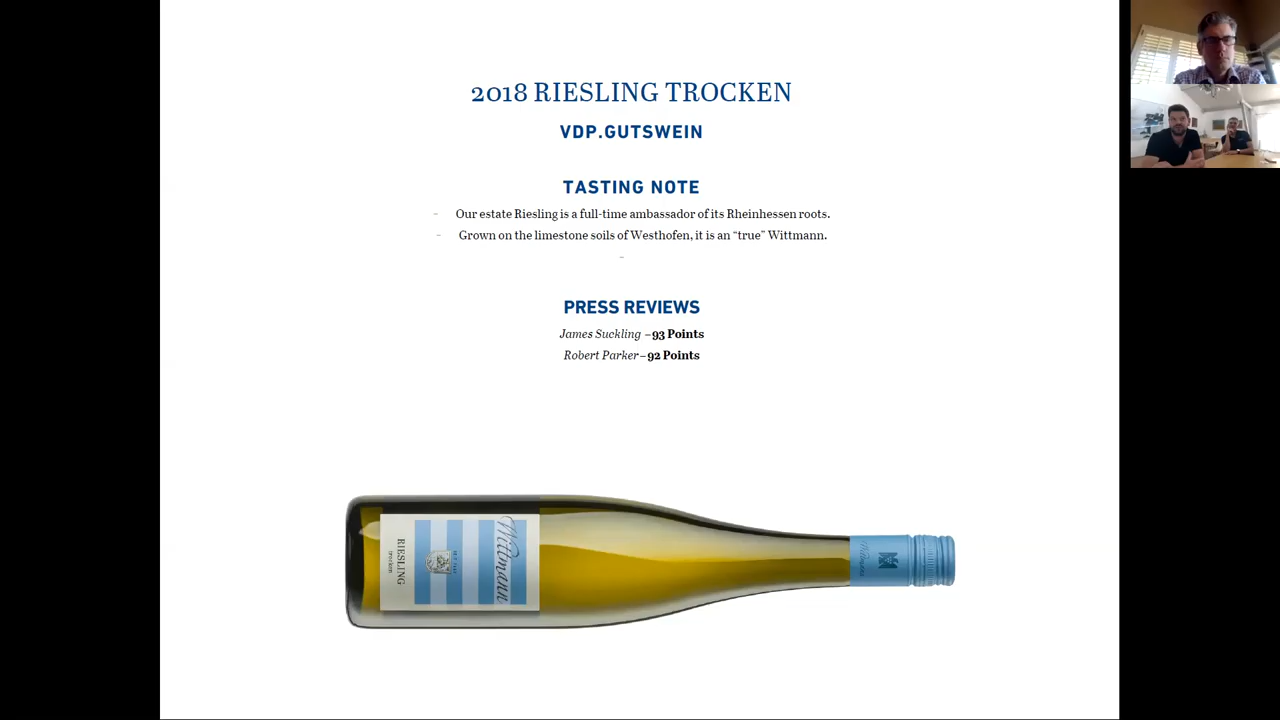 2018 RIESLING TROCKEN
VDP.GUTSWEIN
TASTING NOTE
- Our estate Riesling is a full-time ambassador of its Rheinhessen roots.
- Grown on the limestone soils of Westhofen, it is an “true” Wittmann.
-
PRESS REVIEWS
James Suckling –93 Points
Robert Parker–92 Points
Wittmann
RIESLING
trocken
Wittmann